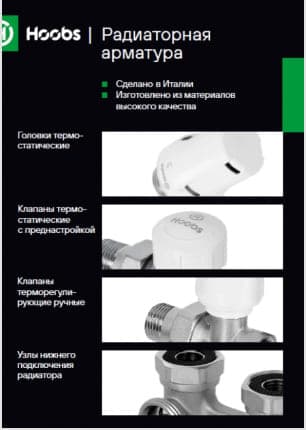 Hoobs | Радиаторная
арматура
Сделано в Италии
Изготовлено из материалов
высокого качества
Головки термо-
статические
Клапаны термо-
статические
с преднастройкой
HOOBS
Клапаны
терморегули-
рующие ручные
Узлы нижнего
подключения
радиатора